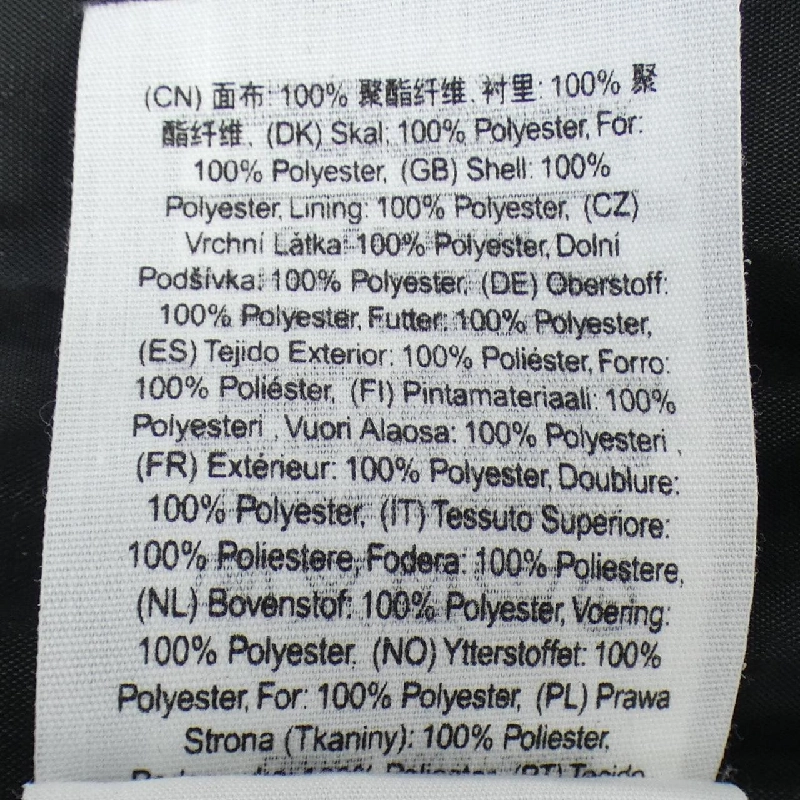 (CN) 面布: 100% 聚酯纤维, 衬里: 100% 聚
酯纤维, (DK) Skal: 100% Polyester, For:
100% Polyester, (GB) Shell: 100%
Polyester, Lining: 100% Polyester, (CZ)
Vrchní Látka: 100% Polyester, Dolní
Podšívka: 100% Polyester, (DE) Oberstoff:
100% Polyester, Futter: 100% Polyester,
(ES) Tejido Exterior: 100% Poliéster, Forro:
100% Poliéster, (FI) Pintamateriaali: 100%
Polyesteri , Vuori Alaosa: 100% Polyesteri ,
(FR) Extérieur: 100% Polyester, Doublure:
100% Polyester, (IT) Tessuto Superiore:
100% Poliestere, Fodera: 100% Poliestere,
(NL) Bovenstof: 100% Polyester, Voering:
100% Polyester, (NO) Ytterstoffet: 100%
Polyester, For: 100% Polyester, (PL) Prawa
Strona (Tkaniny): 100% Poliester,
100% Poliester, (PT) Tecido